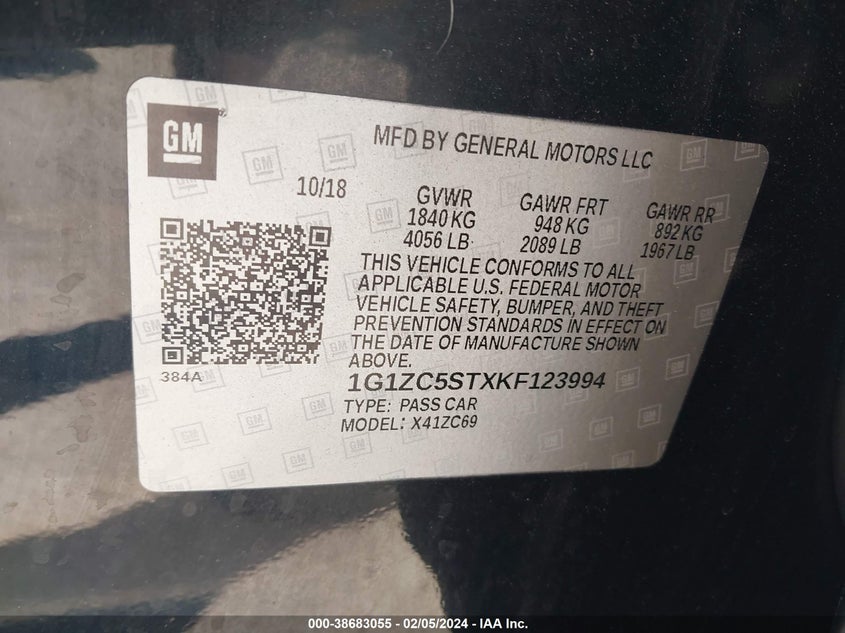 GM
MFD BY GENERAL MOTORS LLC
10/18
GVWR
1840 KG
4056 LB
GAWR FRT
948 KG
2089 LB
GAWR RR
892 KG
1967 LB
THIS VEHICLE CONFORMS TO ALL
APPLICABLE U.S. FEDERAL MOTOR
VEHICLE SAFETY, BUMPER, AND THEFT
PREVENTION STANDARDS IN EFFECT ON
THE DATE OF MANUFACTURE SHOWN
ABOVE.
384A
1G1ZC5STXKF123994
TYPE: PASS CAR
MODEL: X41ZC69
000-38683055 - 02/05/2024 - IAA Inc.